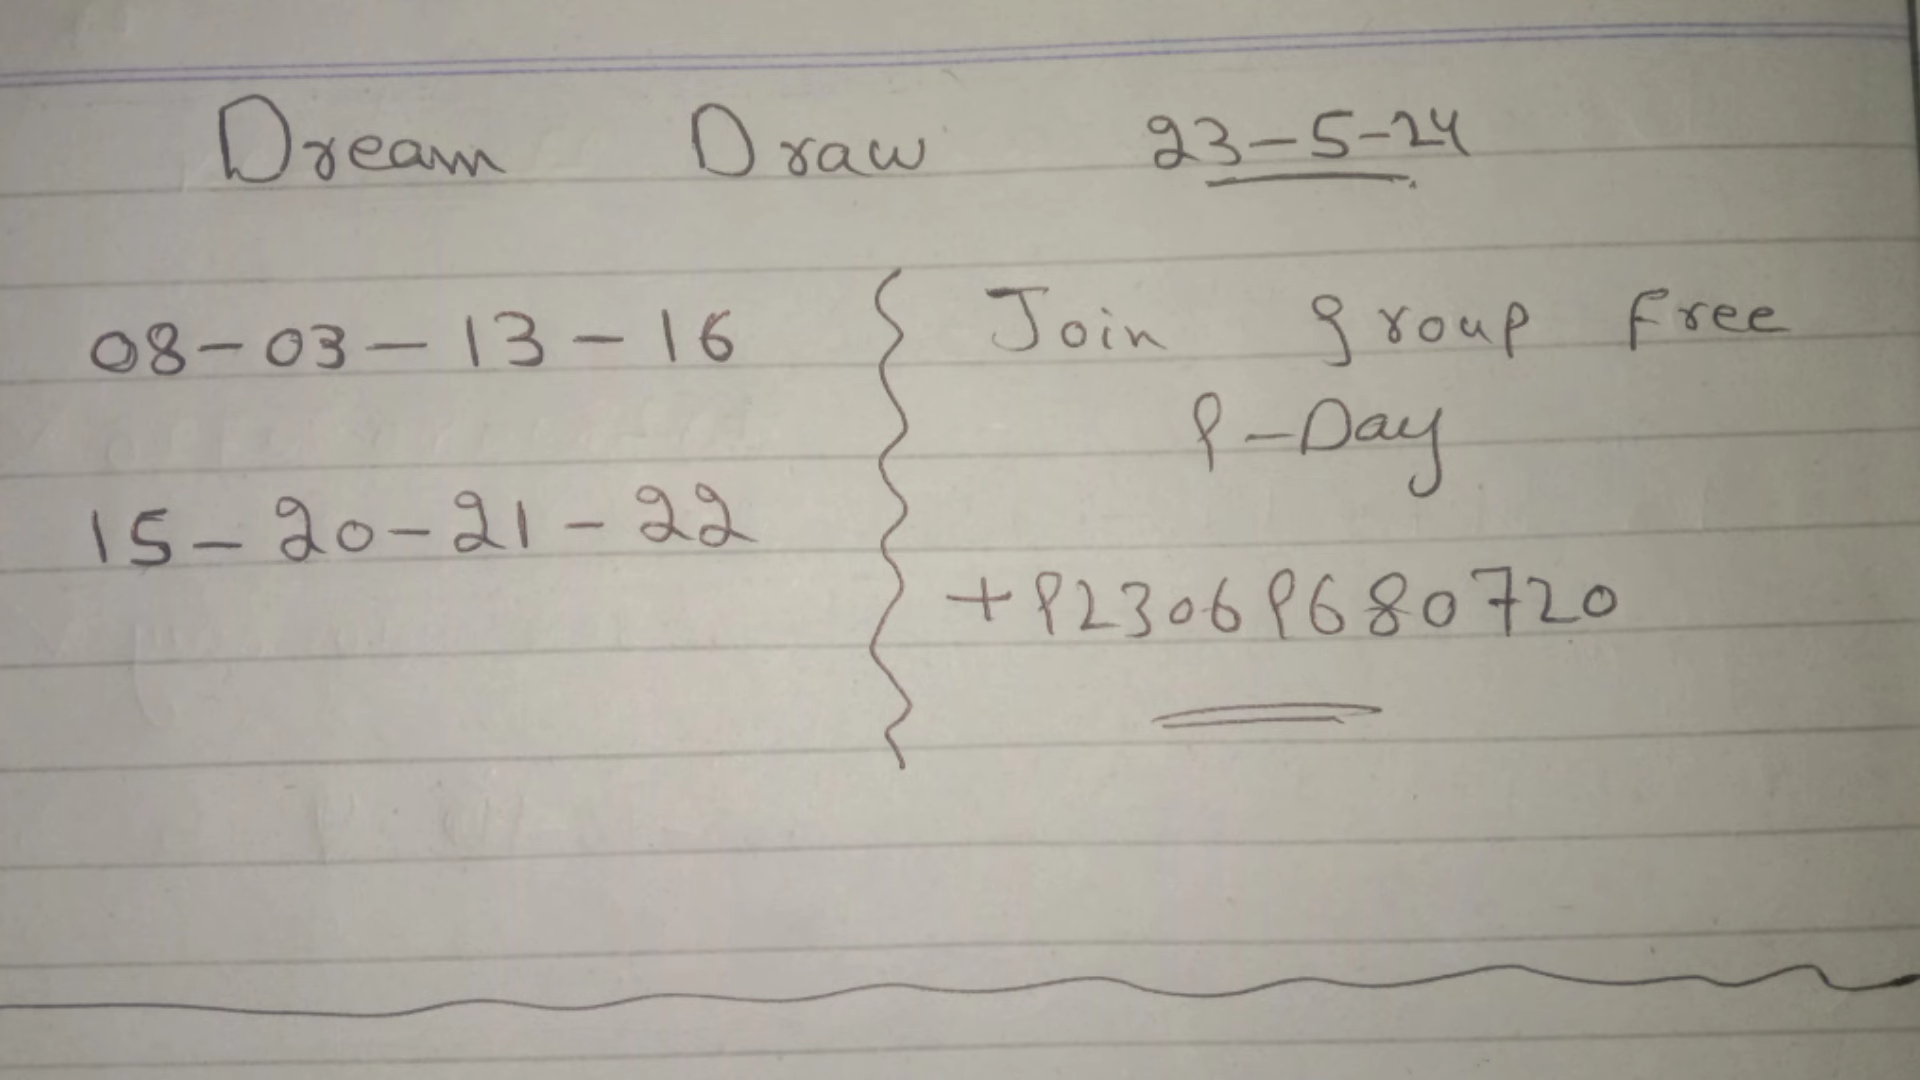 Dream Draw 23-5-24
08-03-13-16
15-20-21-22
Join group Free
9-Day
+923069680720